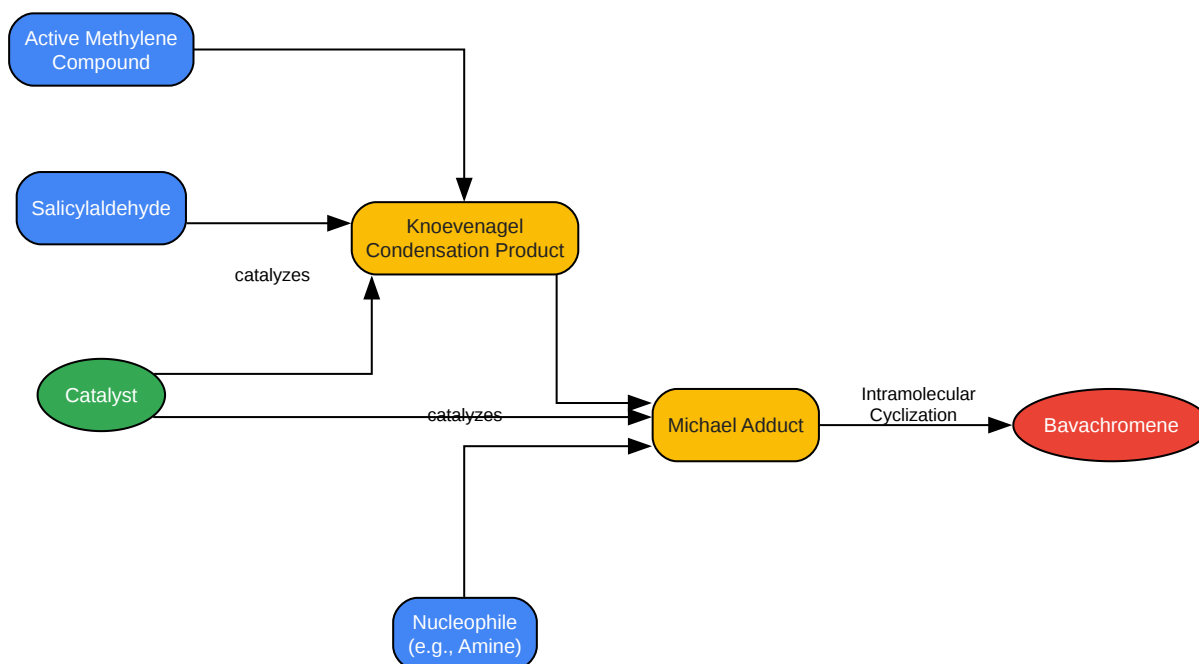 Active Methylene
Compound
Salicylaldehyde
Knoevenagel
Condensation Product
catalyzes
Catalyst
catalyzes
Michael Adduct
Intramolecular
Cyclization
Bavachromene
Nucleophile
(e.g., Amine)